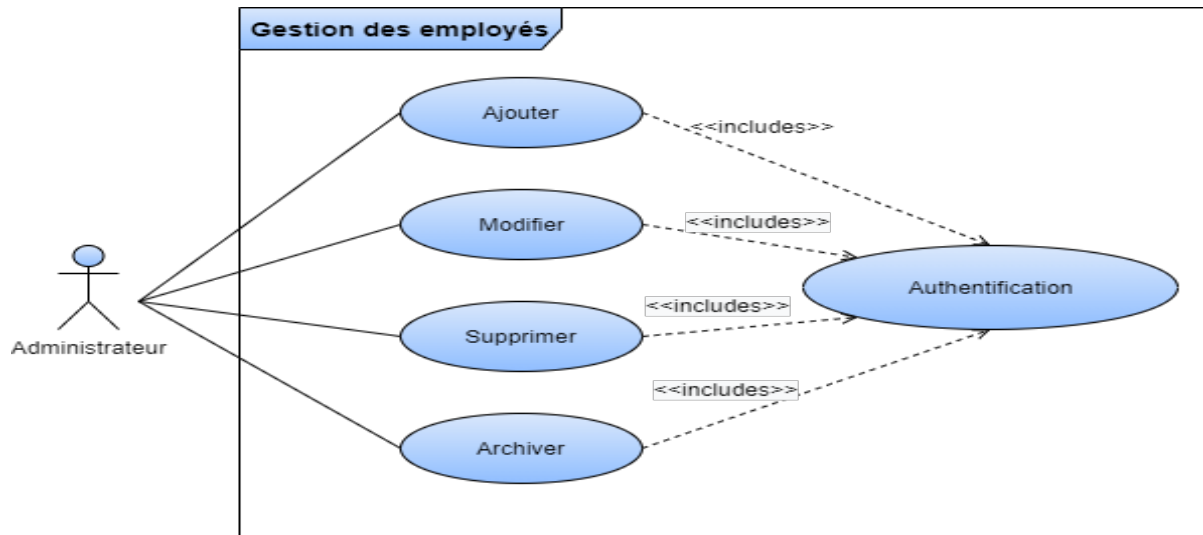 Gestion des employés
Ajouter
<<includes>>
Modifier
<<includes>>
Authentification
Supprimer
<<includes>>
Administrateur
Archiver
<<includes>>